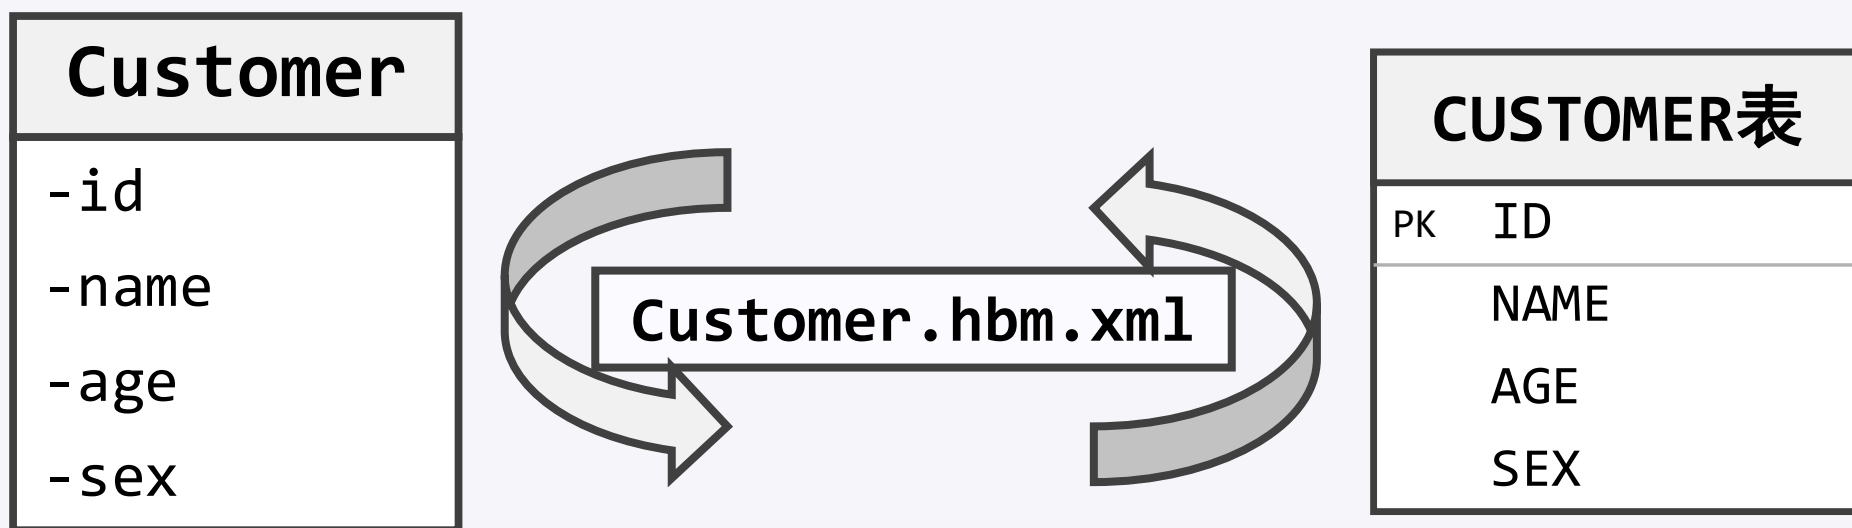 Customer
-id
-name
-age
-sex
Customer.hbm.xml
CUSTOMER表
PK ID
NAME
AGE
SEX